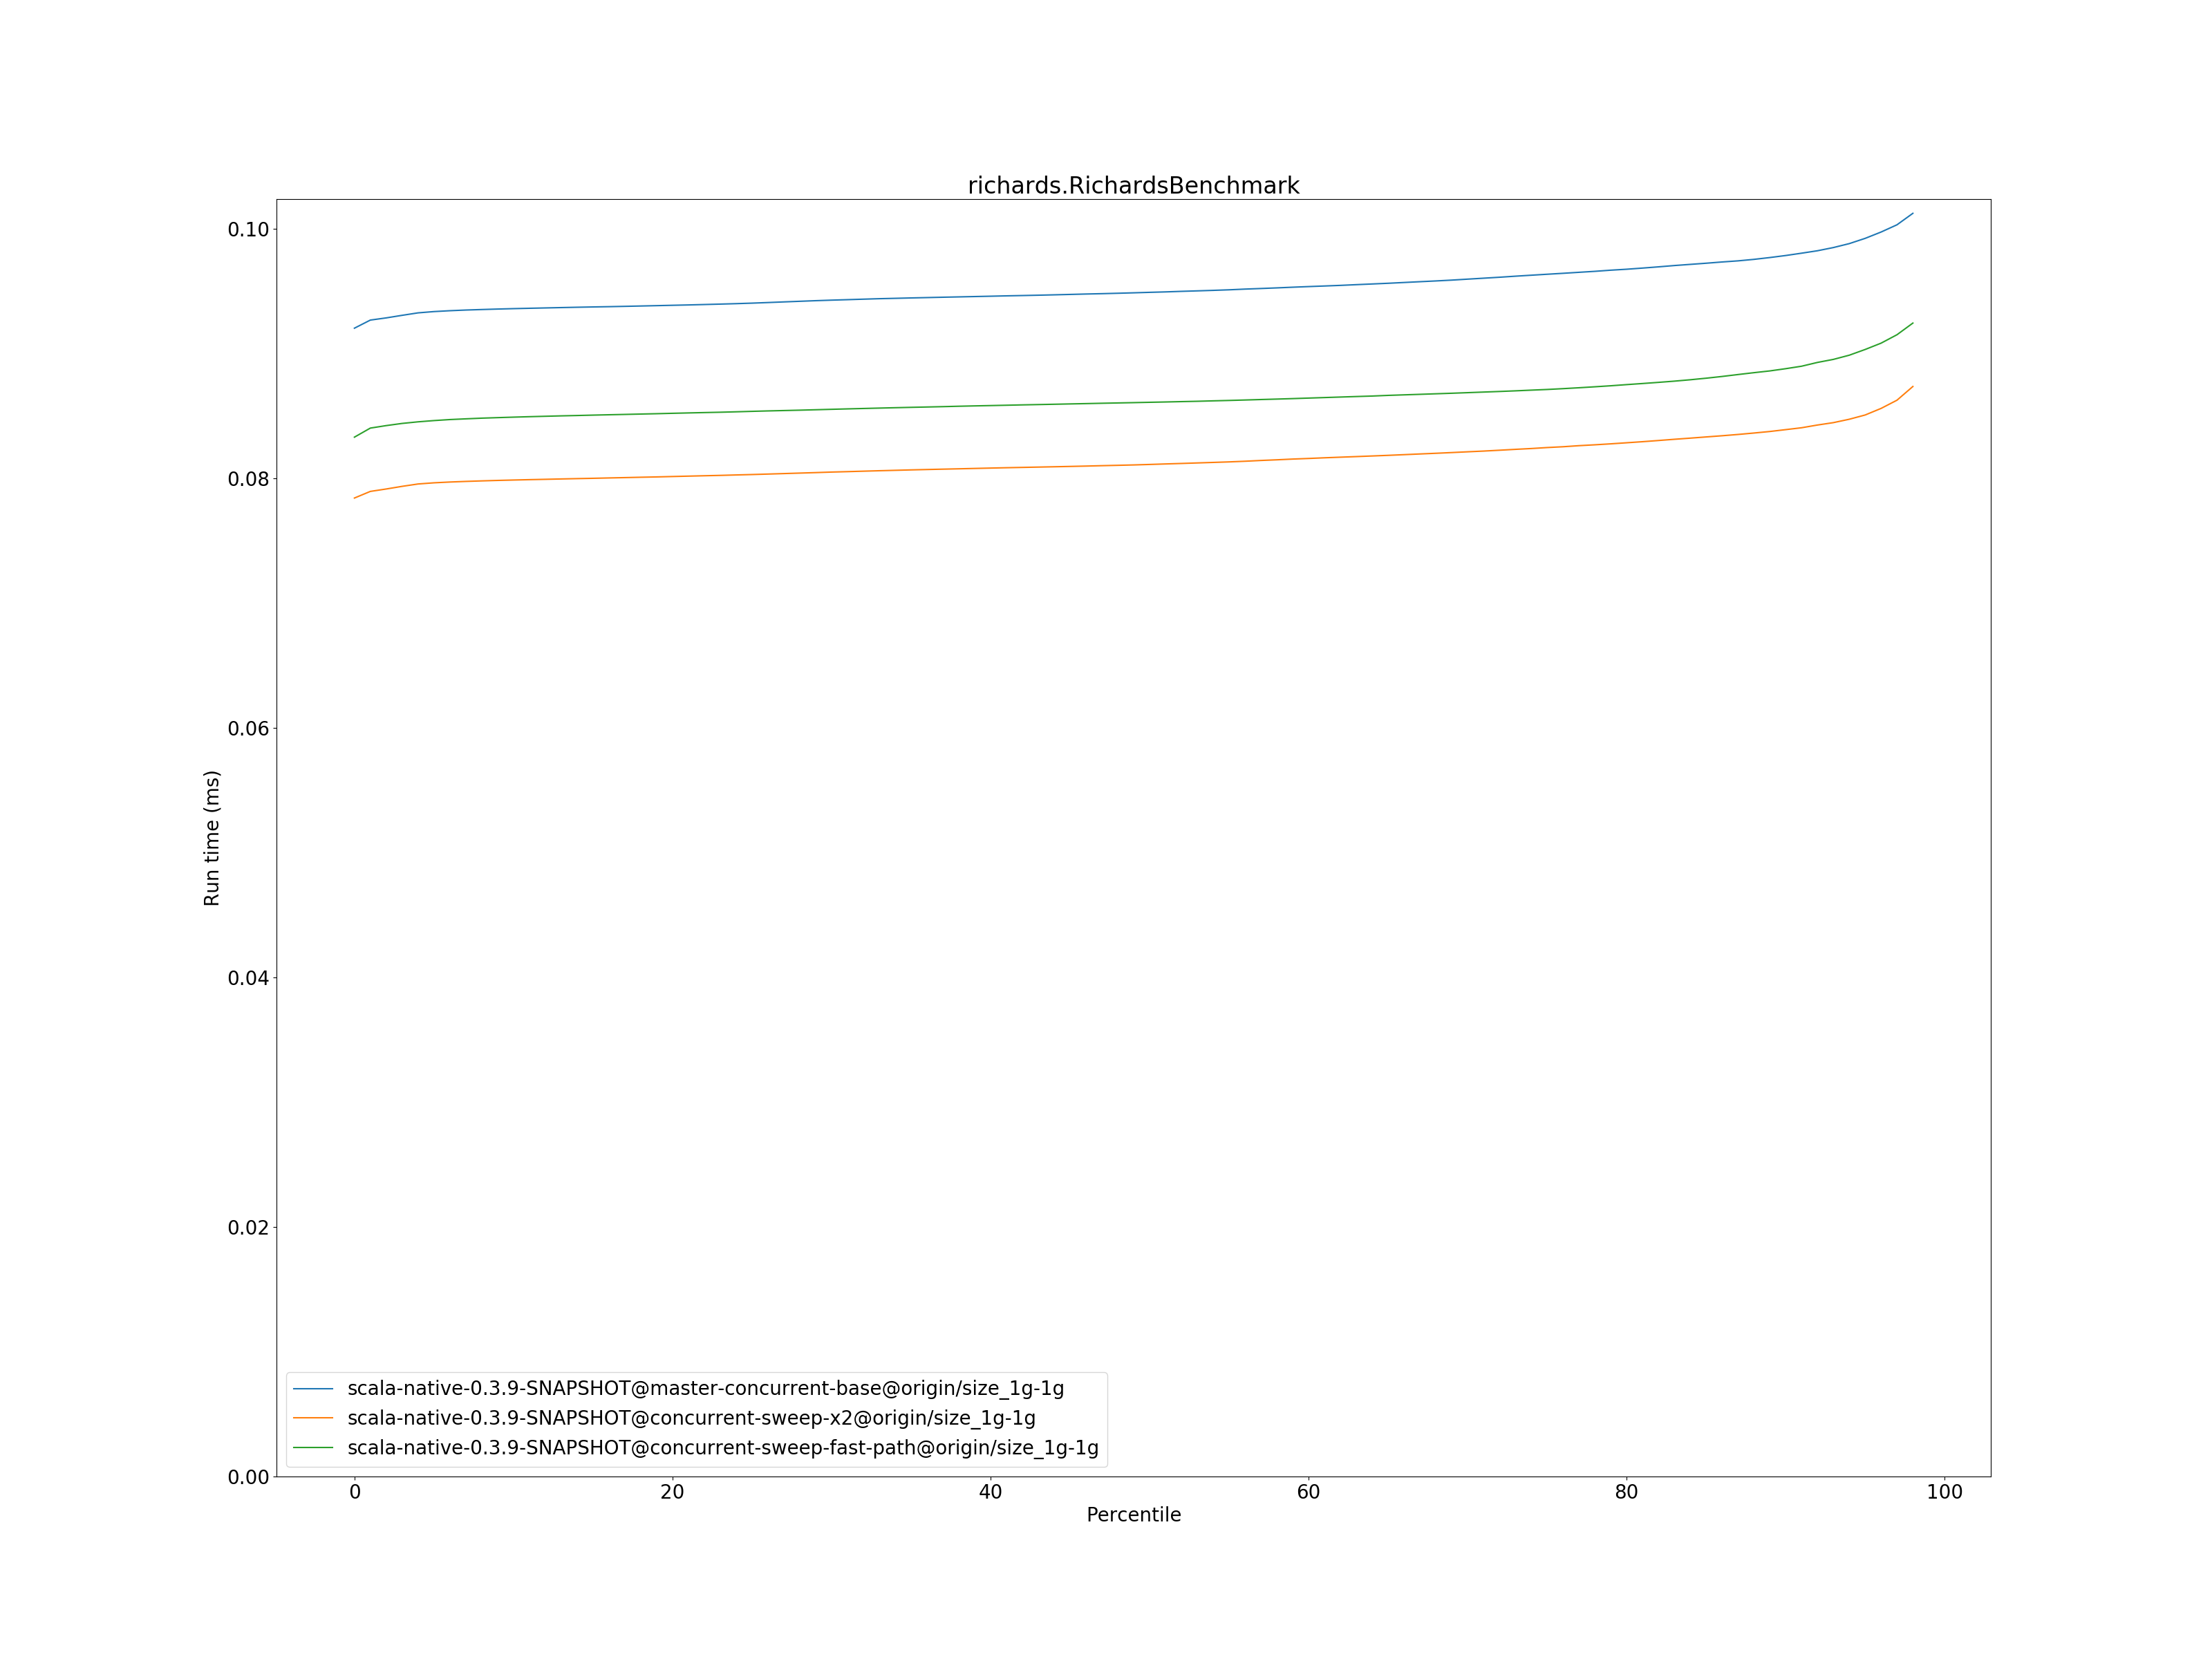 richards.RichardsBenchmark
0.10
0.08
0.06
0.04
0.02
0.00
Run time (ms)
scala-native-0.3.9-SNAPSHOT@master-concurrent-base@origin/size_1g-1g
scala-native-0.3.9-SNAPSHOT@concurrent-sweep-x2@origin/size_1g-1g
scala-native-0.3.9-SNAPSHOT@concurrent-sweep-fast-path@origin/size_1g-1g
0 20 40 60 80 100
Percentile